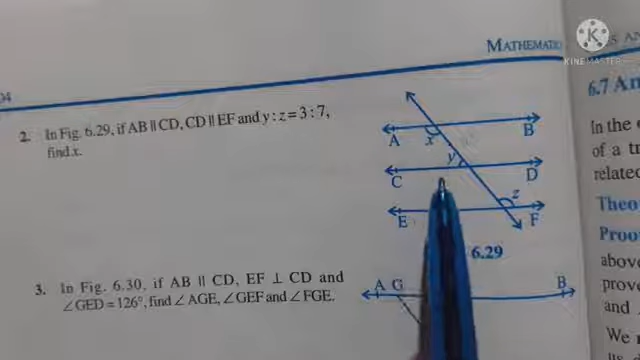 04
MATHEMATI
K
KINEMASTER
2. In Fig. 6.29, if AB || CD, CD || EF and y : z = 3 : 7,
find x.
A B
x
y
C D
z
E F
6.29
3. In Fig. 6.30, if AB || CD, EF ⊥ CD and
∠GED = 126°, find ∠AGE, ∠GEF and ∠FGE.
A G B
6.7 An
In the
of a tr
related
Theo
Proo
above
prove
and
We